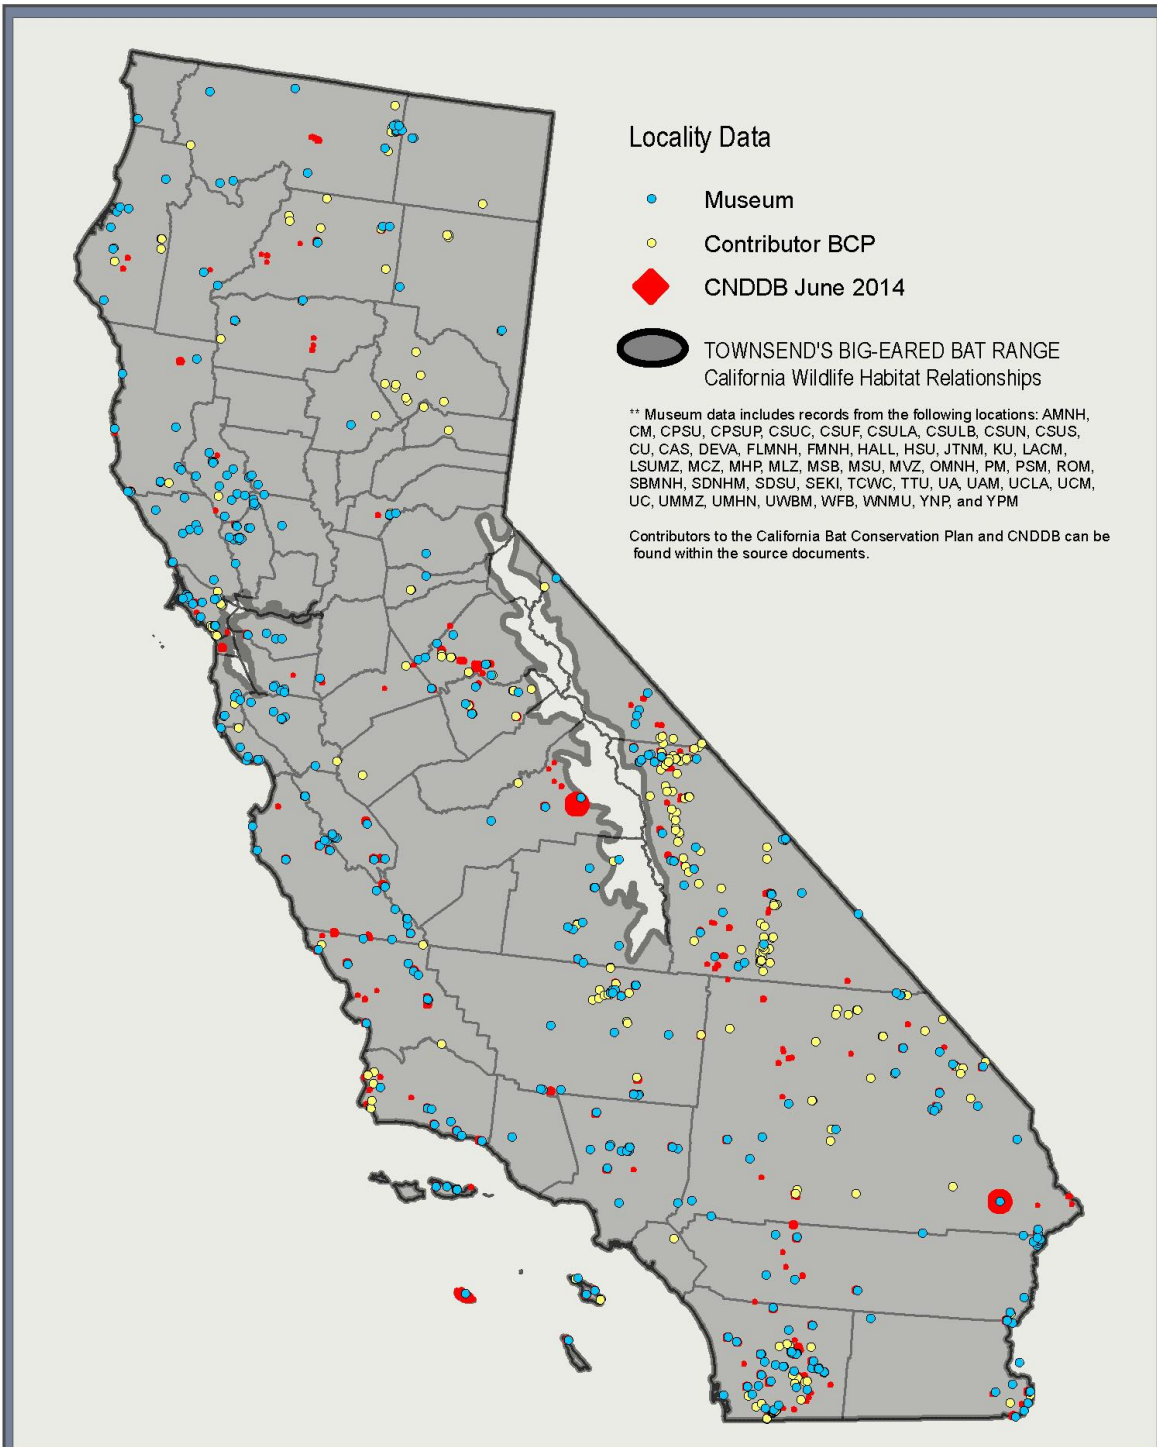 Locality Data
Museum
Contributor BCP
CNDDB June 2014
TOWNSEND'S BIG-EARED BAT RANGE
California Wildlife Habitat Relationships
** Museum data includes records from the following locations: AMNH,
CM, CPSU, CPSUP, CSUC, CSUF, CSULA, CSULB, CSUN, CSUS,
CU, CAS, DEVA, FLMNH, FMNH, HALL, HSU, JTNM, KU, LACM,
LSUMZ, MCZ, MHP, MLZ, MSB, MSU, MVZ, OMNH, PM, PSM, ROM,
SBMNH, SDNHM, SDSU, SEKI, TCWC, TTU, UA, UAM, UCLA, UCM,
UC, UMMZ, UMHN, UWBM, WFB, WNMU, YNP, and YPM
Contributors to the California Bat Conservation Plan and CNDDB can be
found within the source documents.